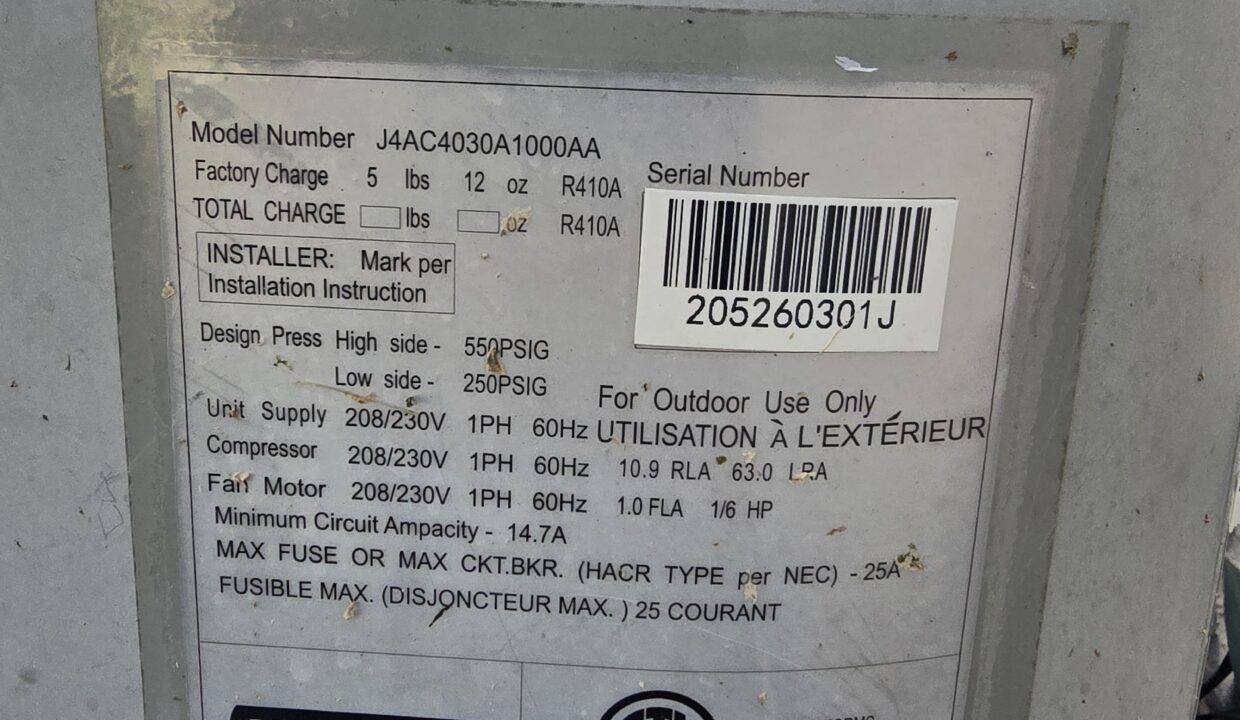 Model Number J4AC4030A1000AA
Factory Charge 5 lbs 12 oz R410A
TOTAL CHARGE lbs oz R410A
INSTALLER: Mark per
Installation Instruction
Serial Number
205260301J
Design Press High side - 550PSIG
Low side - 250PSIG
For Outdoor Use Only
UTILISATION À L'EXTÉRIEUR
Unit Supply 208/230V 1PH 60Hz
Compressor 208/230V 1PH 60Hz 10.9 RLA 63.0 LRA
Fan Motor 208/230V 1PH 60Hz 1.0 FLA 1/6 HP
Minimum Circuit Ampacity - 14.7A
MAX FUSE OR MAX CKT.BKR. (HACR TYPE per NEC) - 25A
FUSIBLE MAX. (DISJONCTEUR MAX. ) 25 COURANT